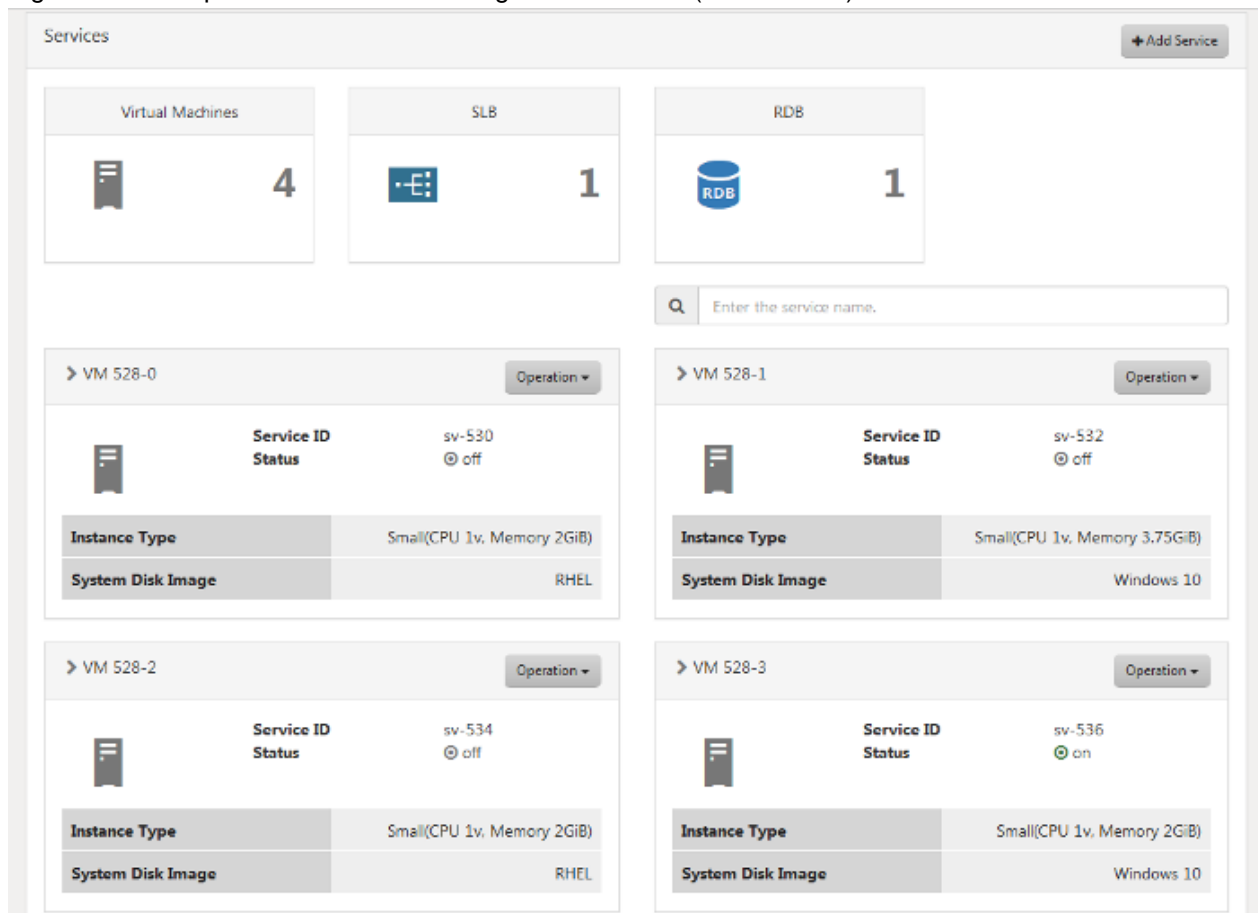 Services
+Add Service
Virtual Machines
4
SLB
1
RDB
RDB
1
Enter the service name.
VM 528-0
Operation
Service ID sv-530
Status off
Instance Type Small(CPU 1v, Memory 2GiB)
System Disk Image RHEL
VM 528-1
Operation
Service ID sv-532
Status off
Instance Type Small(CPU 1v, Memory 3.75GiB)
System Disk Image Windows 10
VM 528-2
Operation
Service ID sv-534
Status off
Instance Type Small(CPU 1v, Memory 2GiB)
System Disk Image RHEL
VM 528-3
Operation
Service ID sv-536
Status on
Instance Type Small(CPU 1v, Memory 2GiB)
System Disk Image Windows 10